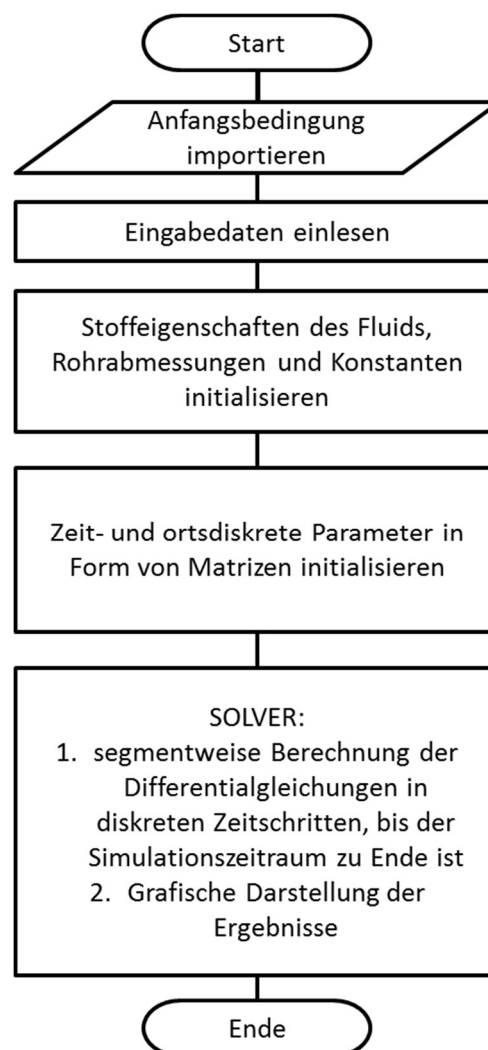 Start
Anfangsbedingung
importieren
Eingabedaten einlesen
Stoffeigenschaften des Fluids,
Rohrabmessungen und Konstanten
initialisieren
Zeit- und ortsdiskrete Parameter in
Form von Matrizen initialisieren
SOLVER:
1. segmentweise Berechnung der
Differentialgleichungen in
diskreten Zeitschritten, bis der
Simulationszeitraum zu Ende ist
2. Grafische Darstellung der
Ergebnisse
Ende